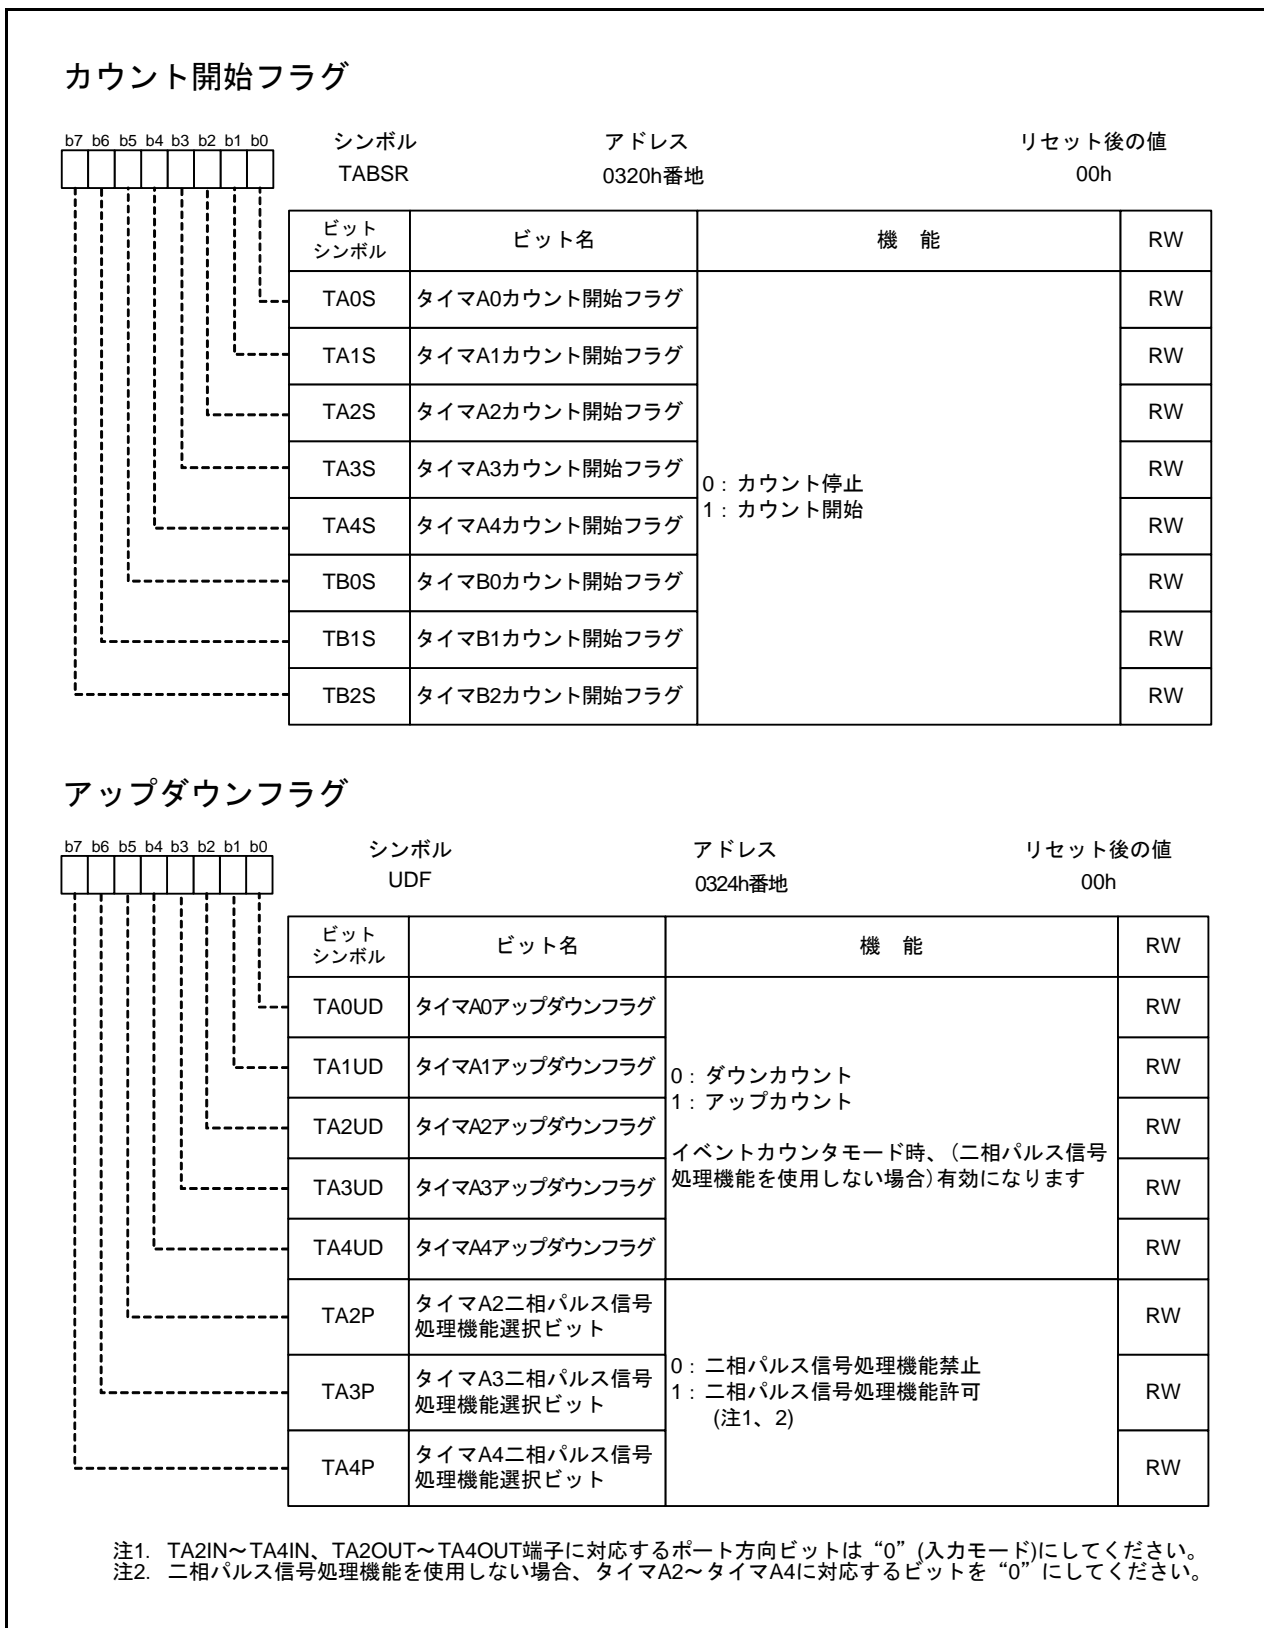 カウント開始フラグ
b7 b6 b5 b4 b3 b2 b1 b0
シンボル アドレス リセット後の値
TABSR 0320h番地 00h
ビット
シンボル ビット名 機 能 RW
TA0S タイマA0カウント開始フラグ RW
TA1S タイマA1カウント開始フラグ RW
TA2S タイマA2カウント開始フラグ RW
TA3S タイマA3カウント開始フラグ RW
0：カウント停止
1：カウント開始
TA4S タイマA4カウント開始フラグ RW
TB0S タイマB0カウント開始フラグ RW
TB1S タイマB1カウント開始フラグ RW
TB2S タイマB2カウント開始フラグ RW
アップダウンフラグ
b7 b6 b5 b4 b3 b2 b1 b0
シンボル アドレス リセット後の値
UDF 0324h番地 00h
ビット
シンボル ビット名 機 能 RW
TA0UD タイマA0アップダウンフラグ RW
TA1UD タイマA1アップダウンフラグ RW
0：ダウンカウント
1：アップカウント
TA2UD タイマA2アップダウンフラグ RW
イベントカウンタモード時、（二相パルス信号
処理機能を使用しない場合）有効になります
TA3UD タイマA3アップダウンフラグ RW
TA4UD タイマA4アップダウンフラグ RW
TA2P タイマA2二相パルス信号
処理機能選択ビット RW
0：二相パルス信号処理機能禁止
1：二相パルス信号処理機能許可
(注1、2)
TA3P タイマA3二相パルス信号
処理機能選択ビット RW
TA4P タイマA4二相パルス信号
処理機能選択ビット RW
注1. TA2IN～TA4IN、TA2OUT～TA4OUT端子に対応するポート方向ビットは“0”(入力モード)にしてください。
注2. 二相パルス信号処理機能を使用しない場合、タイマA2～タイマA4に対応するビットを“0”にしてください。